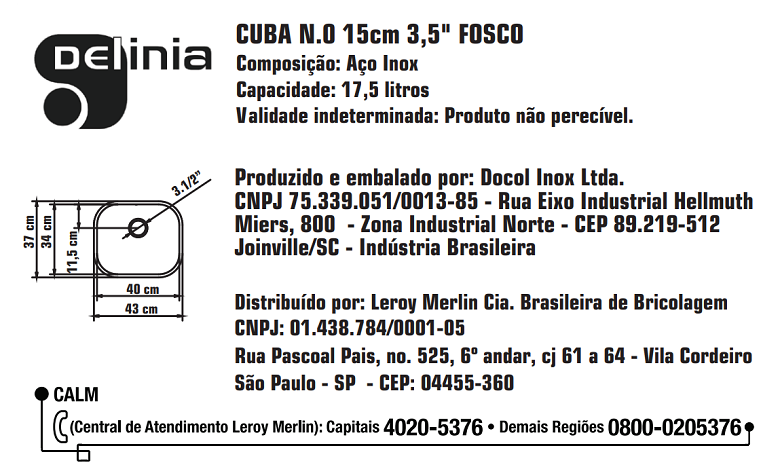 DELINIA
CUBA N.0 15cm 3,5" FOSCO
Composição: Aço Inox
Capacidade: 17,5 litros
Validade indeterminada: Produto não perecível.
Produzido e embalado por: Docol Inox Ltda.
CNPJ 75.339.051/0013-85 - Rua Eixo Industrial Hellmuth
Miers, 800 - Zona Industrial Norte - CEP 89.219-512
Joinville/SC - Indústria Brasileira
3.1/2"
37 cm
34 cm
11,5 cm
40 cm
43 cm
Distribuído por: Leroy Merlin Cia. Brasileira de Bricolagem
CNPJ: 01.438.784/0001-05
Rua Pascoal Pais, no. 525, 6º andar, cj 61 a 64 - Vila Cordeiro
São Paulo - SP - CEP: 04455-360
CALM
(Central de Atendimento Leroy Merlin): Capitais 4020-5376 • Demais Regiões 0800-0205376